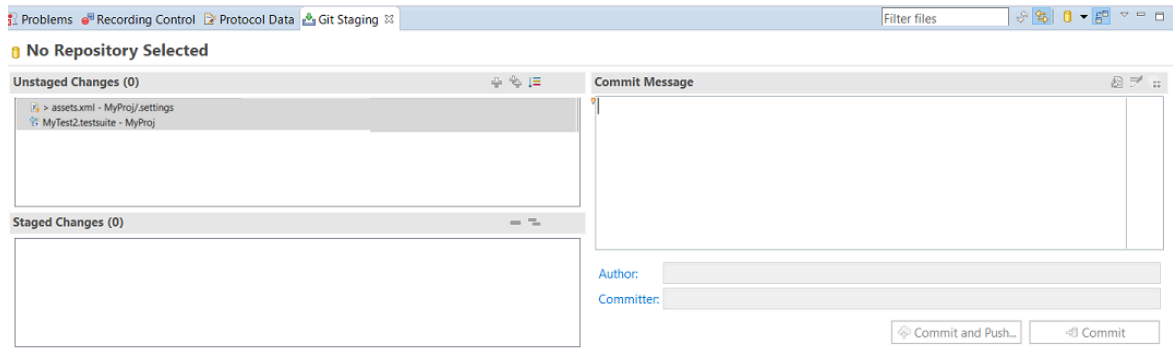 Problems Recording Control Protocol Data Git Staging Filter files
No Repository Selected
Unstaged Changes (0)
> assets.xml - MyProj/.settings
MyTest2.testsuite - MyProj
Staged Changes (0)
Commit Message
Author:
Committer:
Commit and Push... Commit